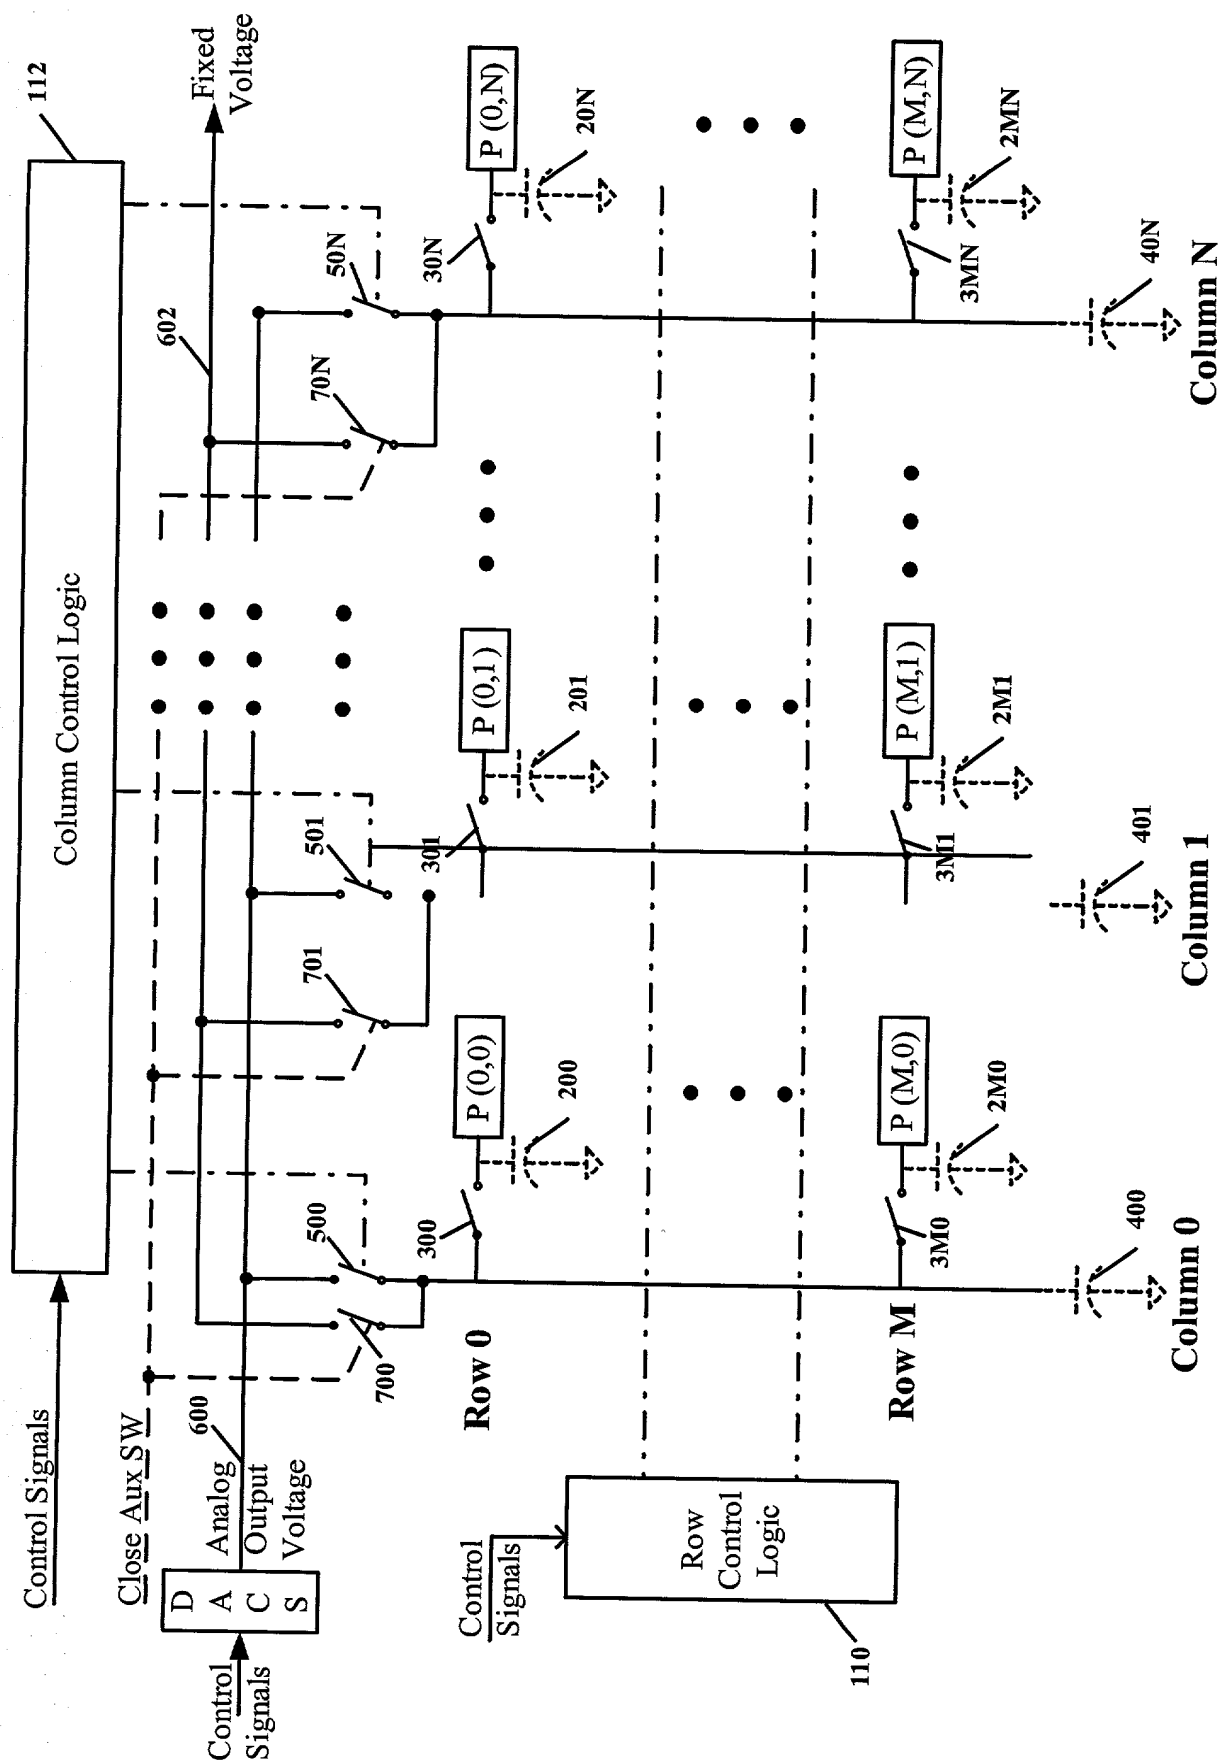 112
Column Control Logic
Control Signals
Fixed
Voltage
602
Close Aux SW
D
A
C
S
Analog
Output
Voltage
600
Control
Signals
700
500
701
501
70N
50N
Row 0
300
P (0,0)
200
301
P (0,1)
201
30N
P (0,N)
20N
Control
Signals
Row
Control
Logic
110
Row M
3M0
P (M,0)
2M0
3M1
P (M,1)
2M1
3MN
P (M,N)
2MN
400
401
40N
Column 0
Column 1
Column N